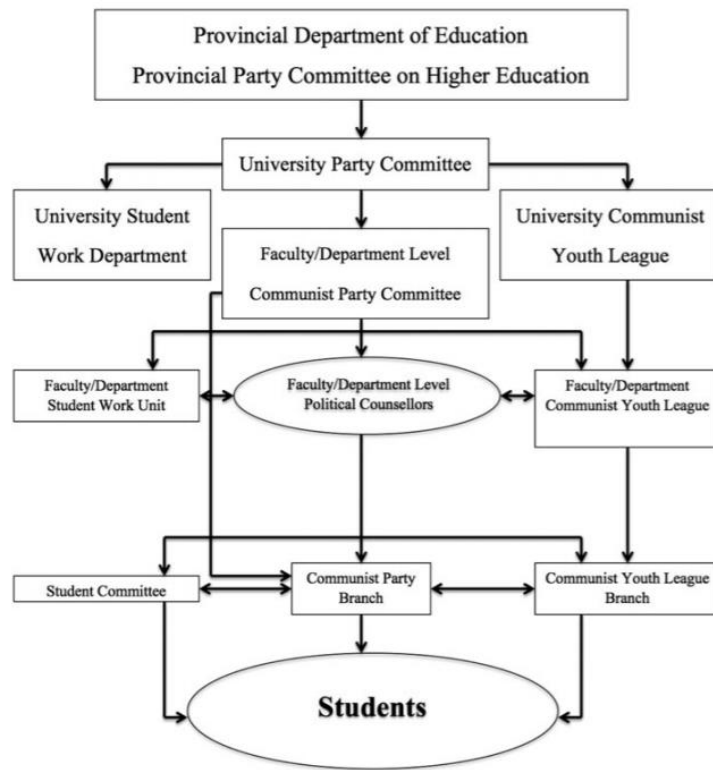 Provincial Department of Education
Provincial Party Committee on Higher Education
University Party Committee
University Student
Work Department
University Communist
Youth League
Faculty/Department Level
Communist Party Committee
Faculty/Department
Student Work Unit
Faculty/Department Level
Political Counsellors
Faculty/Department
Communist Youth League
Student Committee
Communist Party
Branch
Communist Youth League
Branch
Students